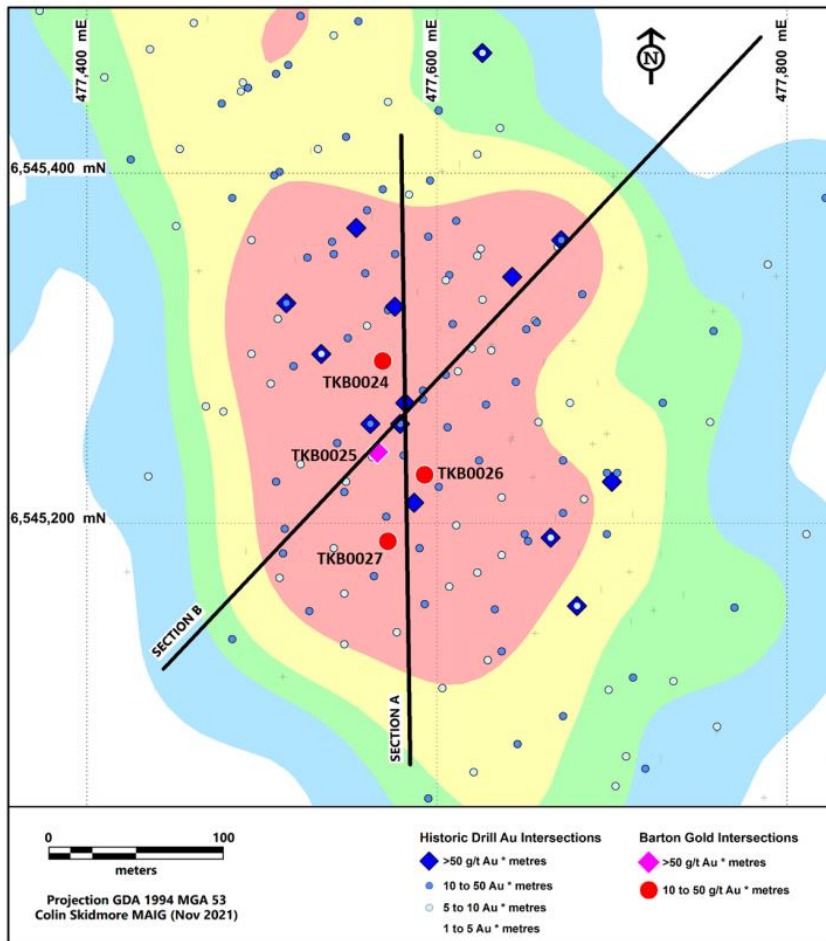 477,400 mE
477,600 mE
477,800 mE
N
6,545,400 mN
TKB0024
TKB0025
TKB0026
6,545,200 mN
TKB0027
SECTION B
SECTION A
0 100
meters
Projection GDA 1994 MGA 53
Colin Skidmore MAIG (Nov 2021)
Historic Drill Au Intersections
>50 g/t Au * metres
10 to 50 Au * metres
5 to 10 Au * metres
1 to 5 Au * metres
Barton Gold Intersections
>50 g/t Au * metres
10 to 50 g/t Au * metres